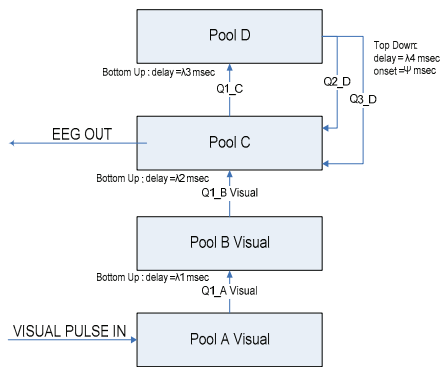 Pool D
Top Down:
delay = λ4 msec
onset =Ψ msec
Bottom Up : delay =λ3 msec
Q1_C
Q2_D
Q3_D
EEG OUT
Pool C
Bottom Up : delay =λ2 msec
Q1_B Visual
Pool B Visual
Bottom Up : delay =λ1 msec
Q1_A Visual
VISUAL PULSE IN
Pool A Visual